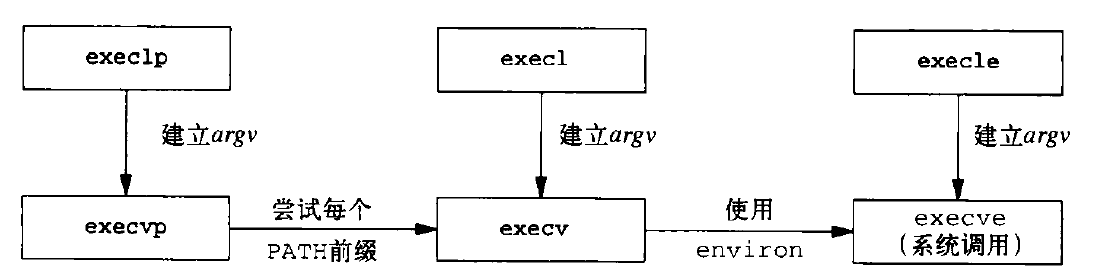 execlp
execl
execle
建立argv
建立argv
建立argv
execvp
尝试每个
PATH前缀
execv
使用
environ
execve
（系统调用）